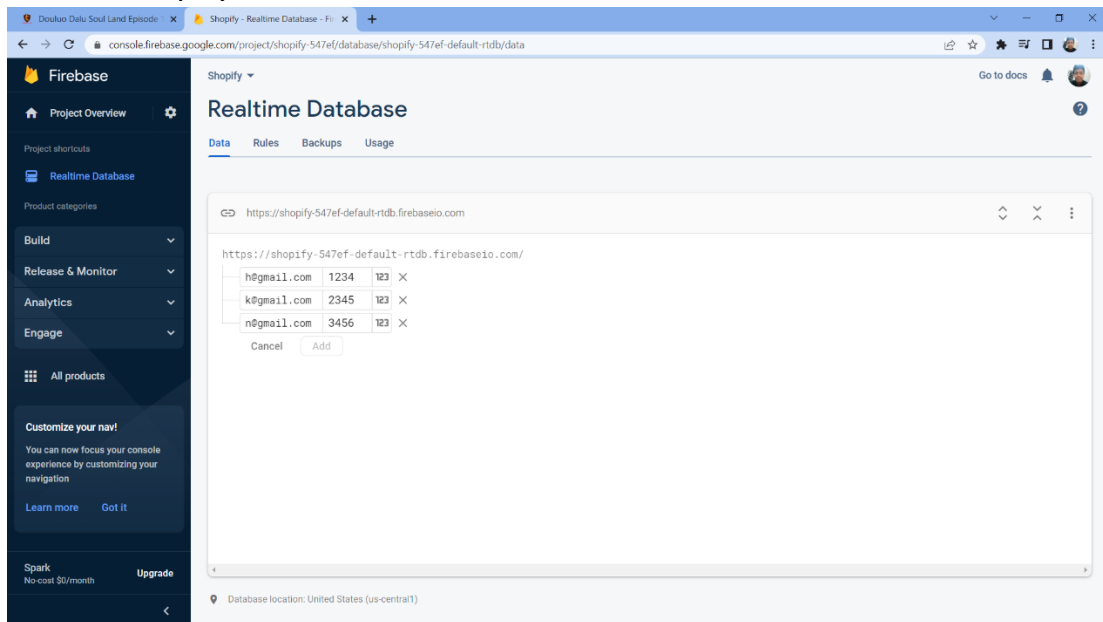 Douluo Dalu Soul Land Episode
Shopify - Realtime Database - Fir
console.firebase.google.com/project/shopify-547ef/database/shopify-547ef-default-rtdb/data
Firebase
Shopify
Go to docs
Project Overview
Realtime Database
Data Rules Backups Usage
Project shortcuts
Realtime Database
Product categories
Build
Release & Monitor
Analytics
Engage
All products
Customize your nav!
You can now focus your console
experience by customizing your
navigation
Learn more Got it
Spark
No-cost $0/month
Upgrade
https://shopify-547ef-default-rtdb.firebaseio.com
https://shopify-547ef-default-rtdb.firebaseio.com/
h@gmail.com 1234 123
k@gmail.com 2345 123
n@gmail.com 3456 123
Cancel Add
Database location: United States (us-central1)